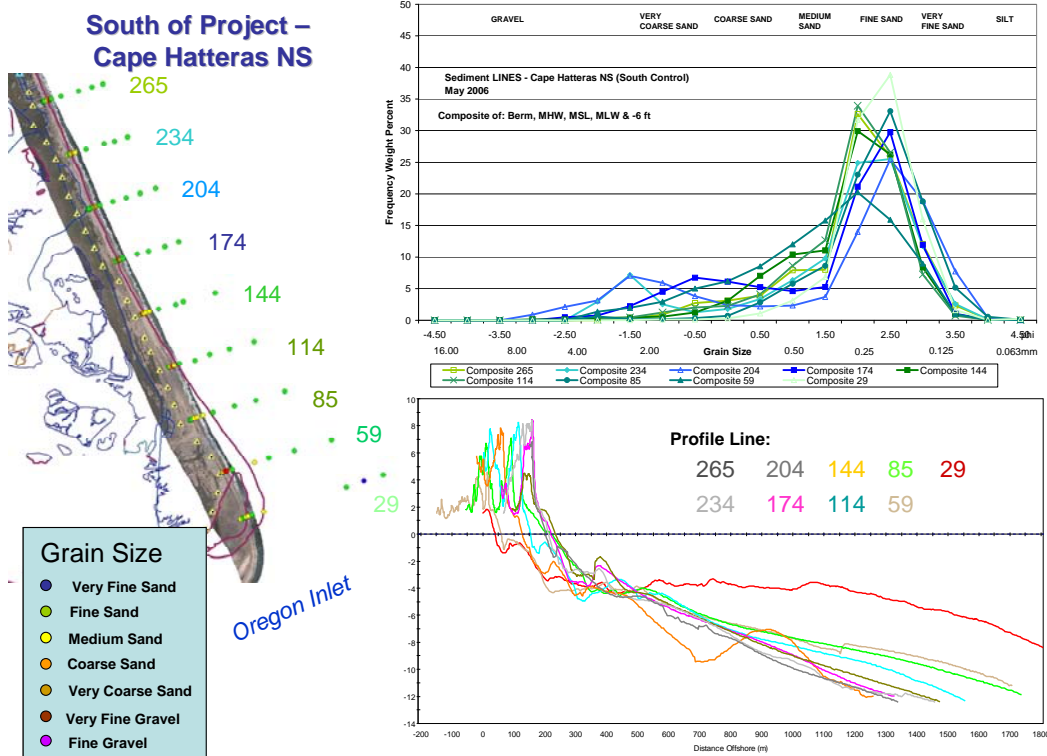 South of Project –
Cape Hatteras NS
265
234
204
174
144
114
85
59
29
Grain Size
Very Fine Sand
Fine Sand
Medium Sand
Coarse Sand
Very Coarse Sand
Very Fine Gravel
Fine Gravel
Oregon Inlet
50
45
40
35
30
25
20
15
10
5
0
Frequency Weight Percent
GRAVEL
VERY COARSE SAND
COARSE SAND
MEDIUM SAND
FINE SAND
VERY FINE SAND
SILT
Sediment LINES - Cape Hatteras NS (South Control)
May 2006
Composite of: Berm, MHW, MSL, MLW & -6 ft
-4.50 -3.50 -2.50 -1.50 -0.50 0.50 1.50 2.50 3.50 4.50 phi
16.00 8.00 4.00 2.00 Grain Size 0.50 0.25 0.125 0.063mm
Composite 265 Composite 234 Composite 204 Composite 174 Composite 144
Composite 114 Composite 85 Composite 59 Composite 29
10
8
6
4
2
0
-2
-4
-6
-8
-10
-12
-14
Profile Line:
265 204 144 85 29
234 174 114 59
-200 -100 0 100 200 300 400 500 600 700 800 900 1000 1100 1200 1300 1400 1500 1600 1700 1800
Distance Offshore (m)